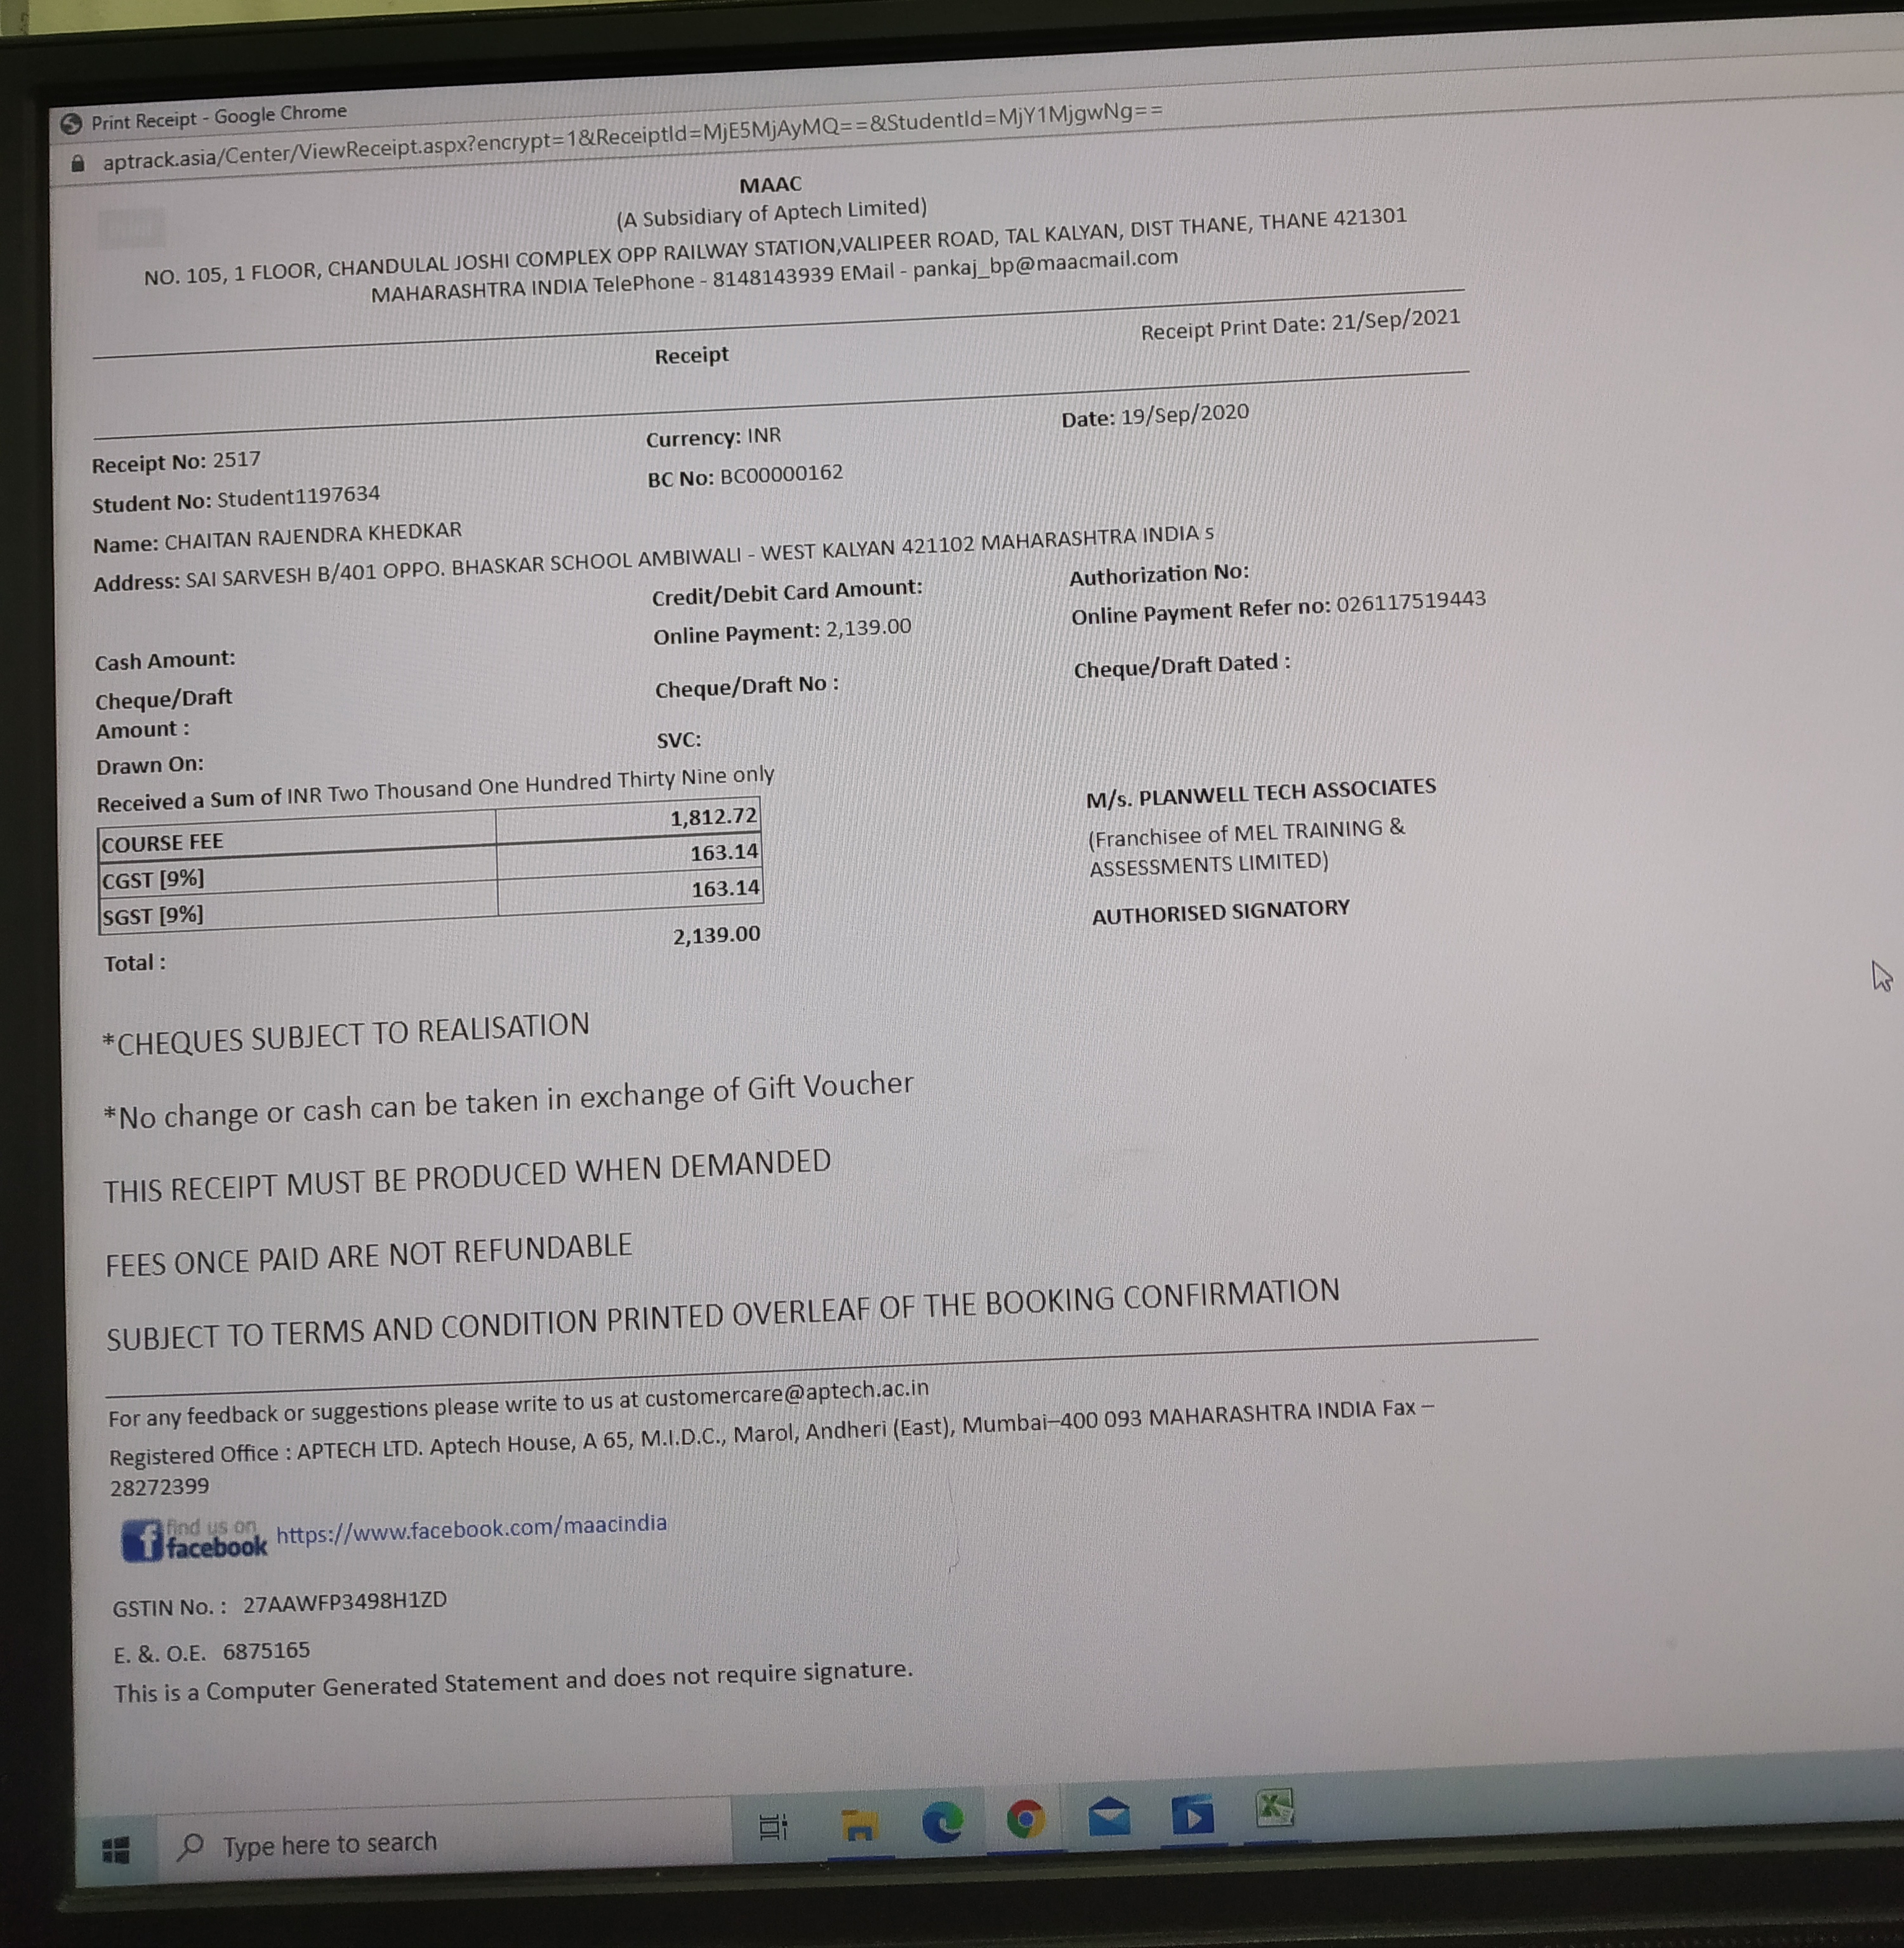 Print Receipt - Google Chrome
aptrack.asia/Center/ViewReceipt.aspx?encrypt=1&ReceiptId=MjE5MjAyMQ==&StudentId=MjY1MjgwNg==
MAAC
(A Subsidiary of Aptech Limited)
NO. 105, 1 FLOOR, CHANDULAL JOSHI COMPLEX OPP RAILWAY STATION,VALIPEER ROAD, TAL KALYAN, DIST THANE, THANE 421301
MAHARASHTRA INDIA TelePhone - 8148143939 EMail - pankaj_bp@maacmail.com
Receipt Receipt Print Date: 21/Sep/2021
Receipt No: 2517 Currency: INR Date: 19/Sep/2020
Student No: Student1197634 BC No: BC00000162
Name: CHAITAN RAJENDRA KHEDKAR
Address: SAI SARVESH B/401 OPPO. BHASKAR SCHOOL AMBIWALI - WEST KALYAN 421102 MAHARASHTRA INDIA s
Credit/Debit Card Amount: Authorization No:
Cash Amount: Online Payment: 2,139.00 Online Payment Refer no: 026117519443
Cheque/Draft Cheque/Draft No : Cheque/Draft Dated :
Amount :
Drawn On: SVC:
Received a Sum of INR Two Thousand One Hundred Thirty Nine only
COURSE FEE 1,812.72
CGST [9%] 163.14
SGST [9%] 163.14
Total : 2,139.00
M/s. PLANWELL TECH ASSOCIATES
(Franchisee of MEL TRAINING &
ASSESSMENTS LIMITED)
AUTHORISED SIGNATORY
*CHEQUES SUBJECT TO REALISATION
*No change or cash can be taken in exchange of Gift Voucher
THIS RECEIPT MUST BE PRODUCED WHEN DEMANDED
FEES ONCE PAID ARE NOT REFUNDABLE
SUBJECT TO TERMS AND CONDITION PRINTED OVERLEAF OF THE BOOKING CONFIRMATION
For any feedback or suggestions please write to us at customercare@aptech.ac.in
Registered Office : APTECH LTD. Aptech House, A 65, M.I.D.C., Marol, Andheri (East), Mumbai–400 093 MAHARASHTRA INDIA Fax –
28272399
find us on
facebook https://www.facebook.com/maacindia
GSTIN No. : 27AAWFP3498H1ZD
E. &. O.E. 6875165
This is a Computer Generated Statement and does not require signature.
Type here to search